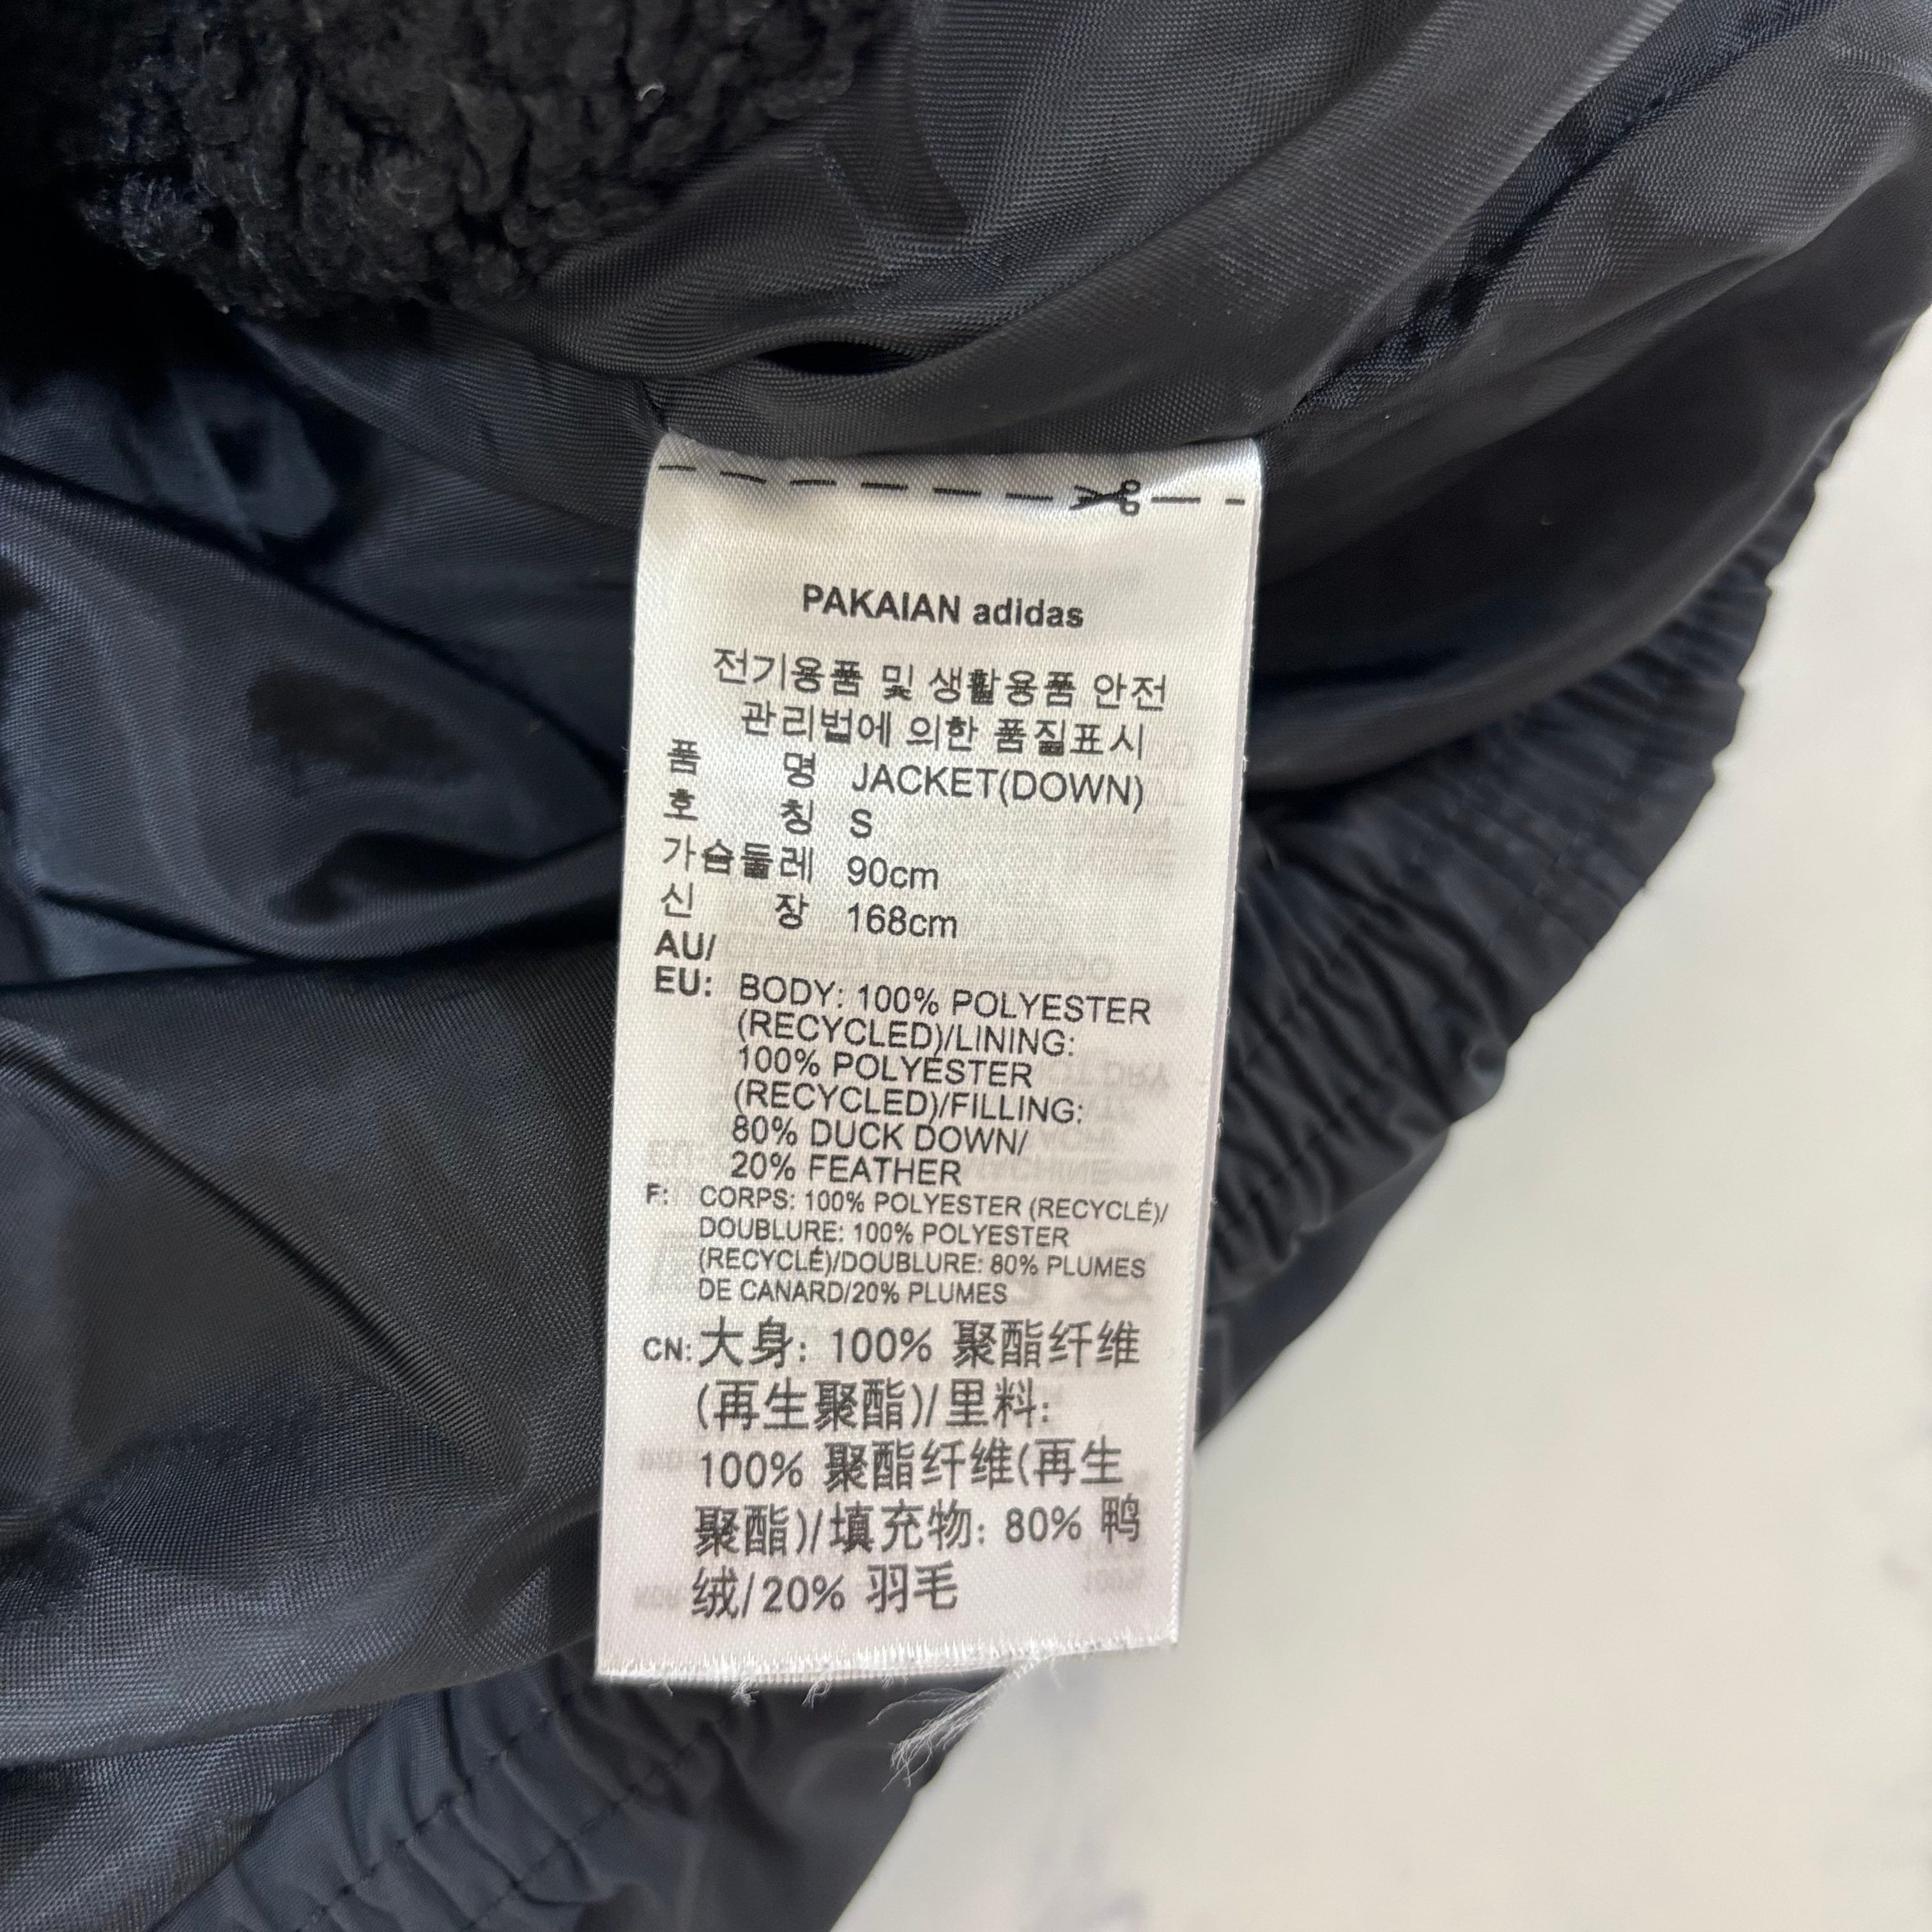 PAKAIAN adidas
전기용품 및 생활용품 안전
관리법에 의한 품질표시
품 명 JACKET(DOWN)
호 칭 S
가슴둘레 90cm
신 장 168cm
AU/
EU: BODY: 100% POLYESTER
(RECYCLED)/LINING:
100% POLYESTER
(RECYCLED)/FILLING:
80% DUCK DOWN/
20% FEATHER
F: CORPS: 100% POLYESTER (RECYCLÉ)/
DOUBLURE: 100% POLYESTER
(RECYCLÉ)/DOUBLURE: 80% PLUMES
DE CANARD/20% PLUMES
CN: 大身: 100% 聚酯纤维
(再生聚酯)/里料:
100% 聚酯纤维(再生
聚酯)/填充物: 80% 鸭
绒/20% 羽毛